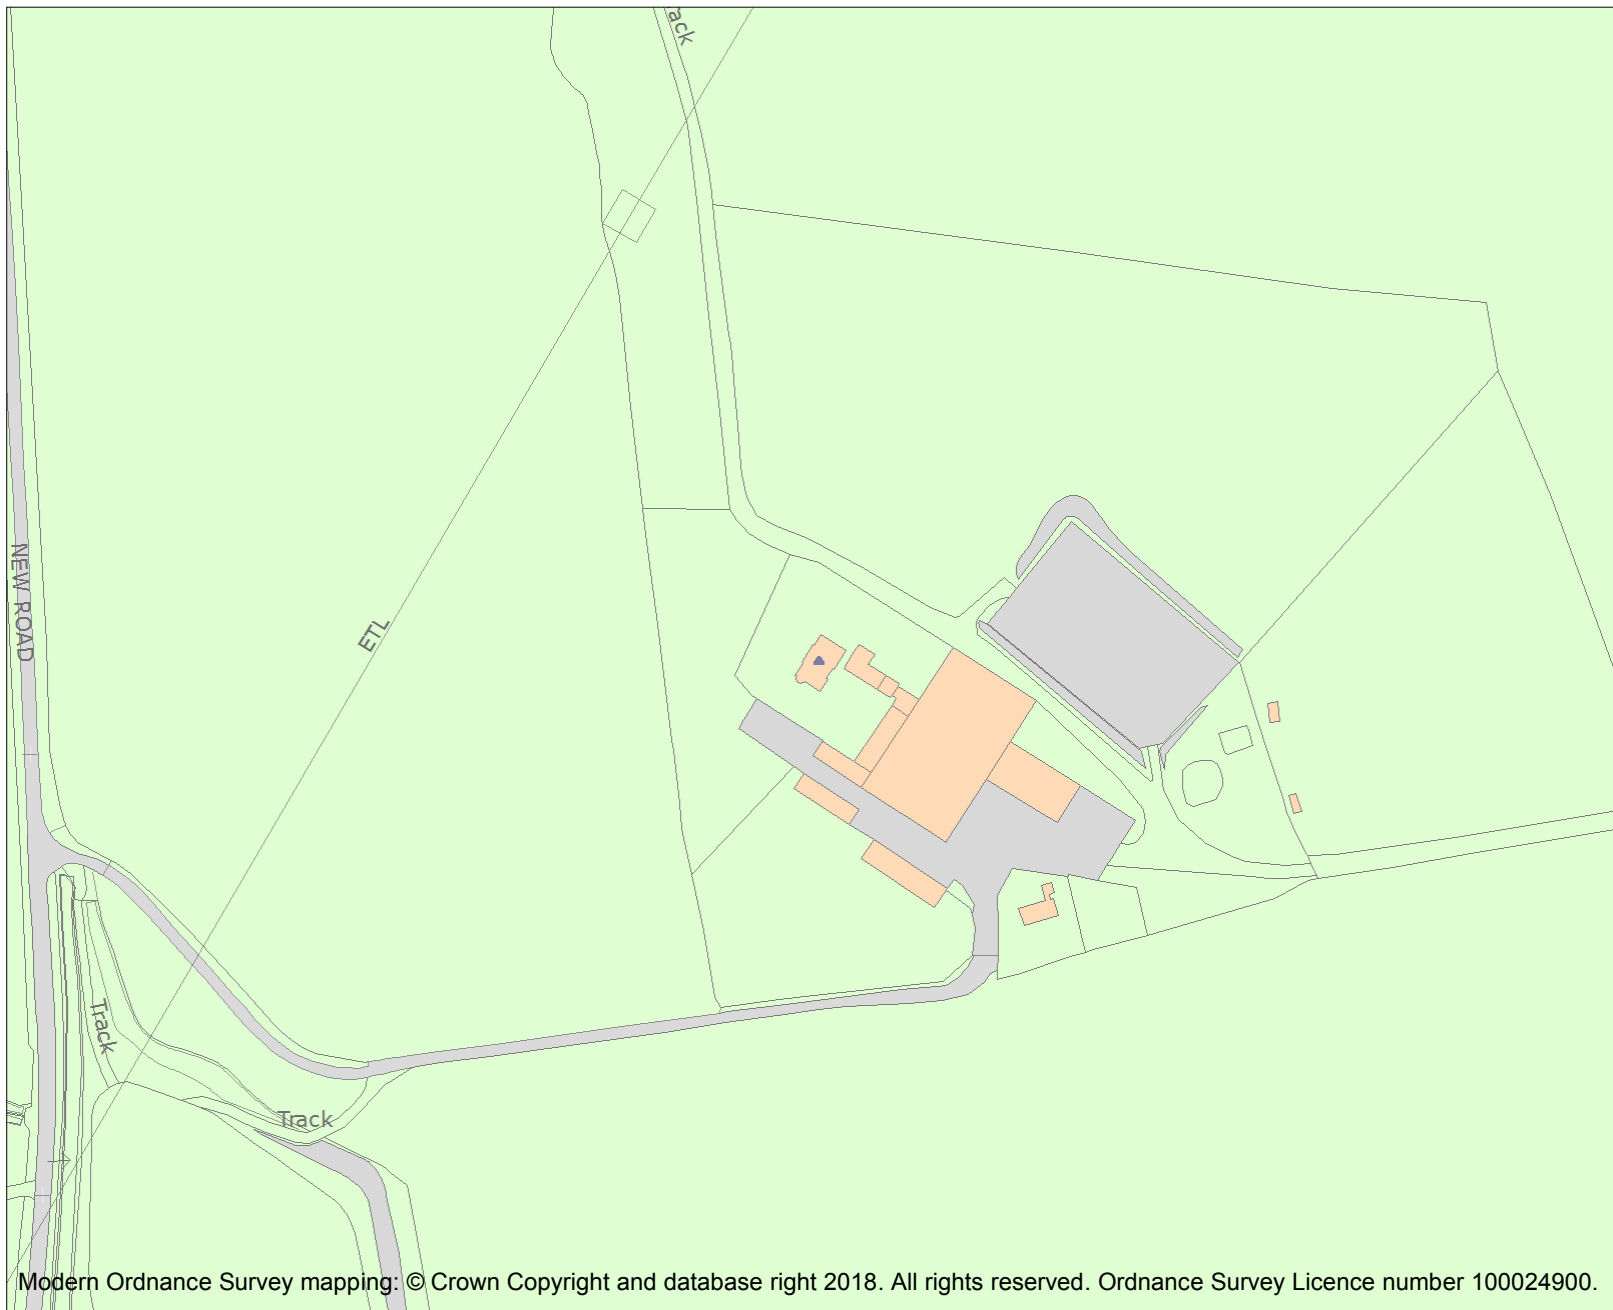 ack
NEW ROAD
ETL
Track
Track
Modern Ordnance Survey mapping: © Crown Copyright and database right 2018. All rights reserved. Ordnance Survey Licence number 100024900.